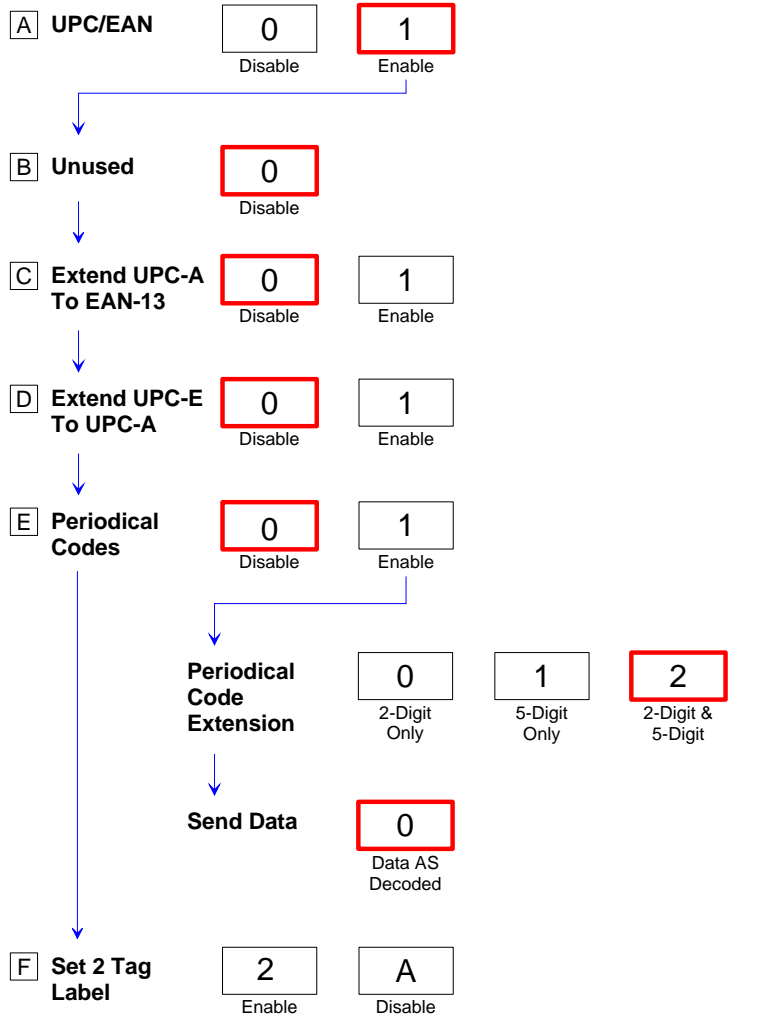 A UPC/EAN 0 1
Disable Enable
B Unused 0
Disable
C Extend UPC-A To EAN-13 0 1
Disable Enable
D Extend UPC-E To UPC-A 0 1
Disable Enable
E Periodical Codes 0 1
Disable Enable
Periodical
Code
Extension
0 1 2
2-Digit Only
5-Digit Only
2-Digit & 5-Digit
Send Data 0
Data AS
Decoded
F Set 2 Tag Label 2 A
Enable Disable